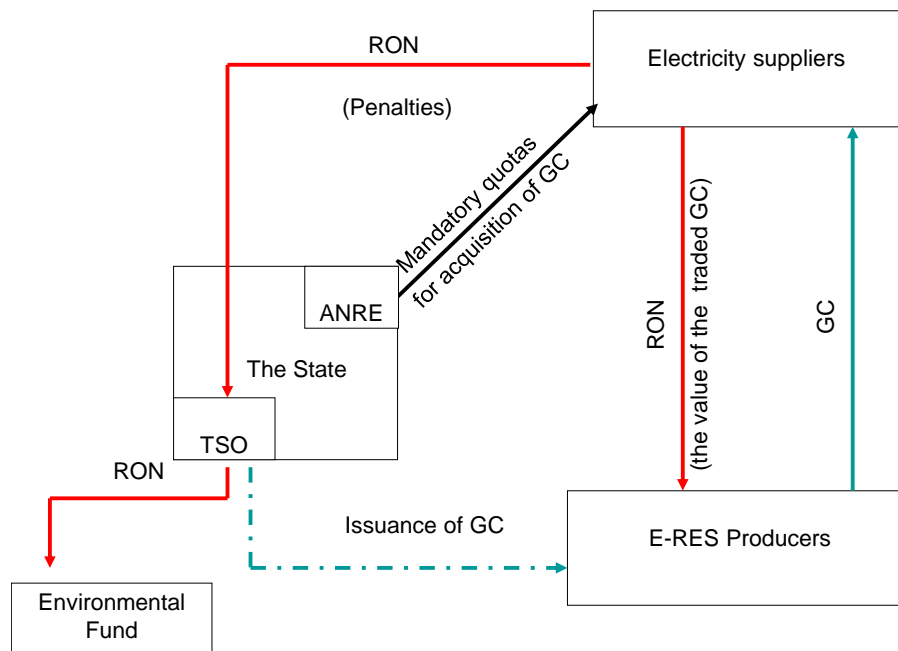 RON
Electricity suppliers
(Penalties)
Mandatory quotas
for acquisition of GC
ANRE
The State
TSO
RON
(the value of the traded GC)
GC
RON
Issuance of GC
E-RES Producers
Environmental
Fund